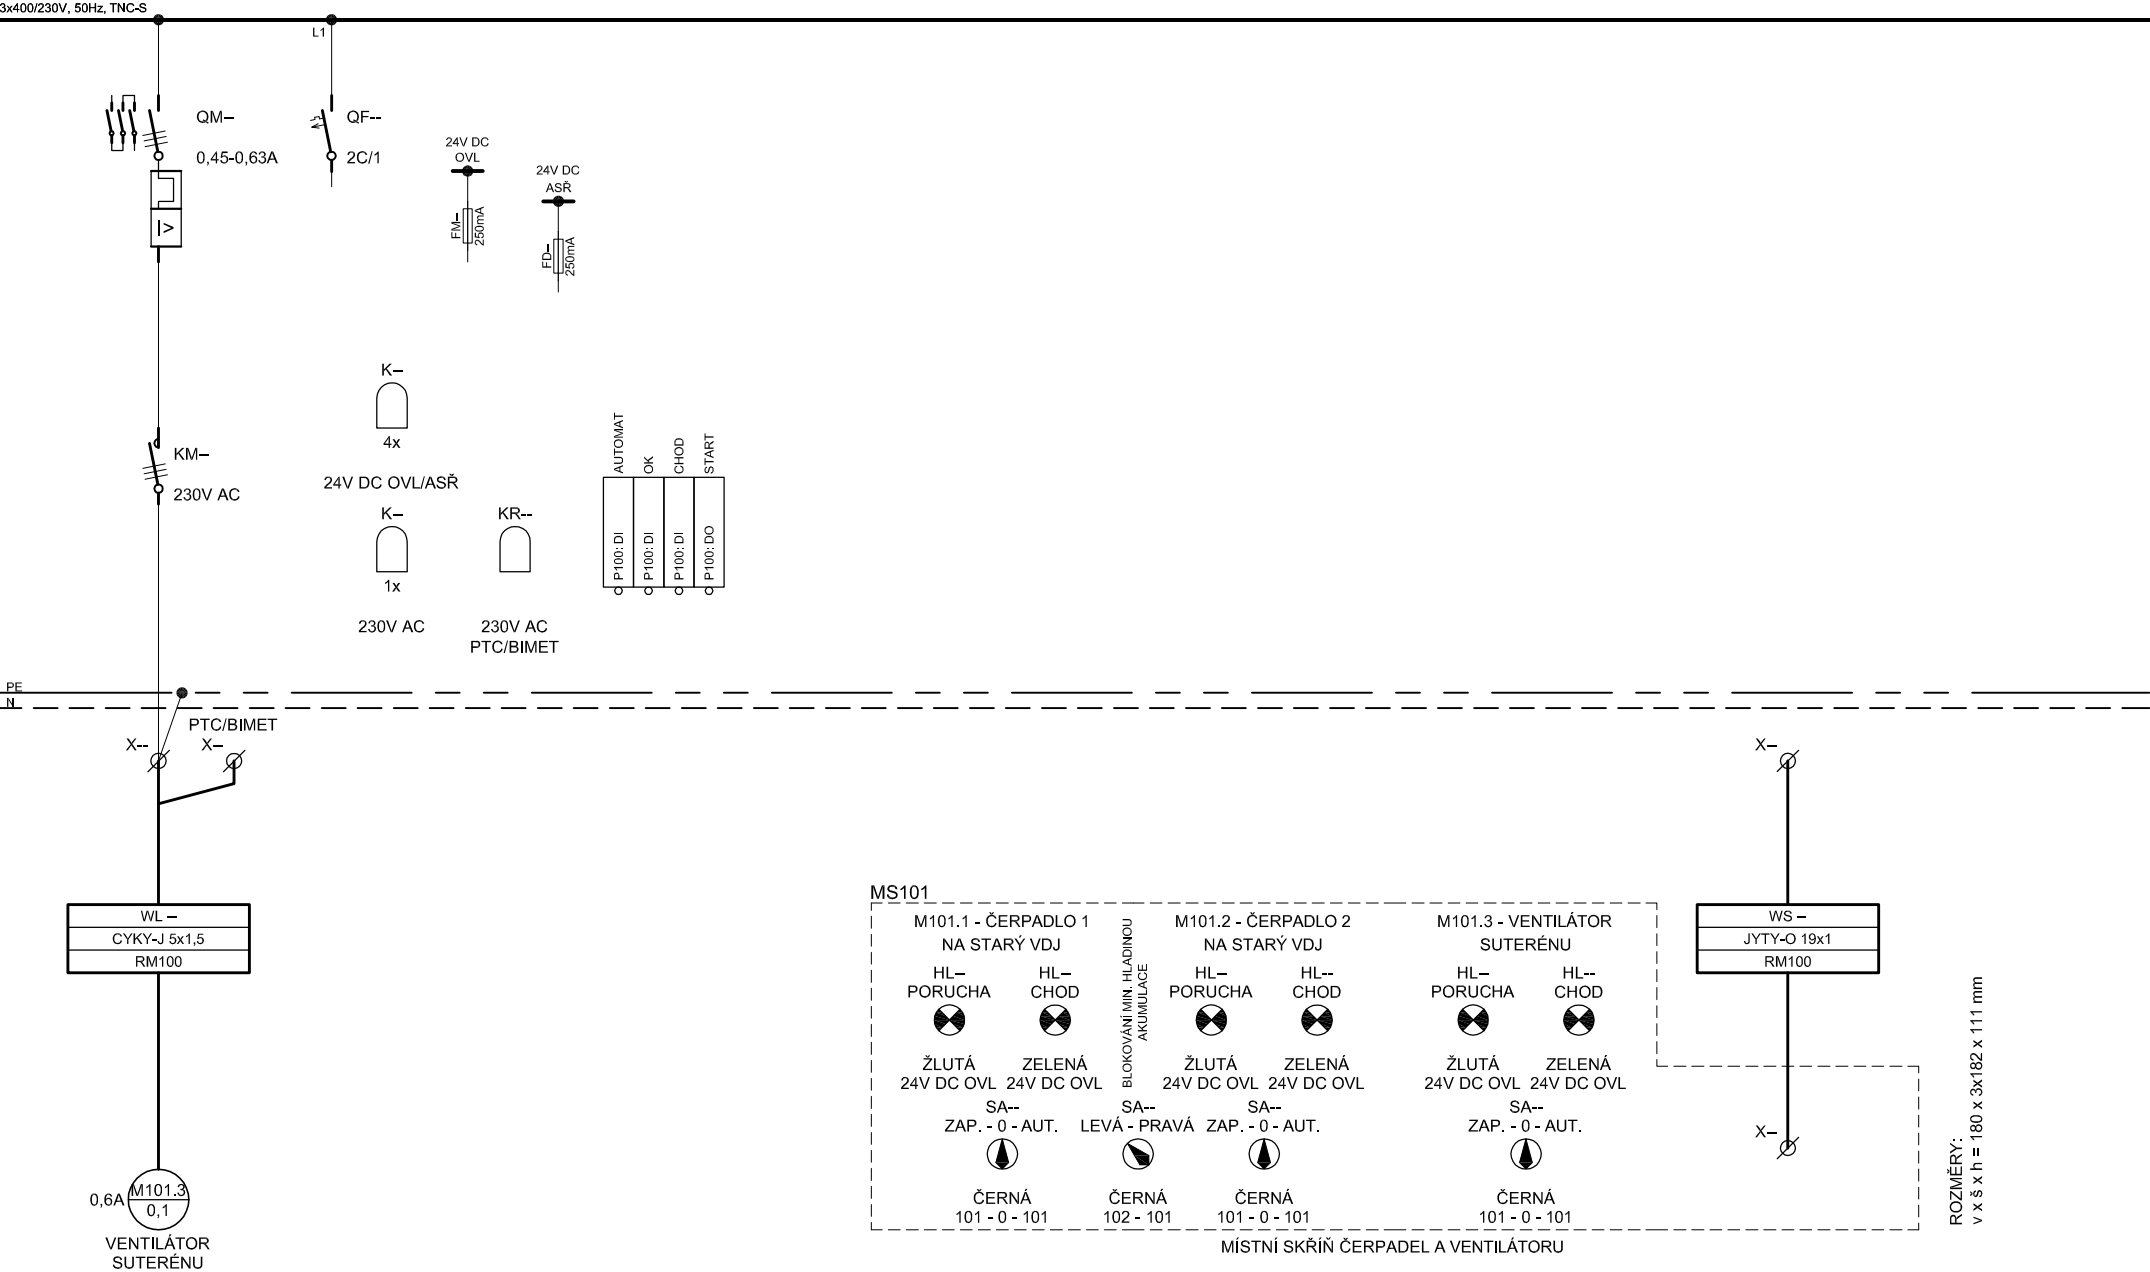 3x400/230V, 50Hz, TNC-S
L1
QM–
0,45-0,63A
QF--
2C/1
24V DC
OVL
FM–
250mA
24V DC
ASŘ
FD–
250mA
I>
K–
4x
24V DC OVL/ASŘ
KM–
230V AC
K–
1x
230V AC
KR--
230V AC
PTC/BIMET
AUTOMAT
OK
CHOD
START
P100: DI
P100: DI
P100: DI
P100: DO
PE
N
PTC/BIMET
X--
X–
X–
WL –
CYKY-J 5x1,5
RM100
0,6A
M101.3
0,1
VENTILÁTOR
SUTERÉNU
MS101
M101.1 - ČERPADLO 1
NA STARÝ VDJ
HL–
PORUCHA
HL–
CHOD
ŽLUTÁ
24V DC OVL
ZELENÁ
24V DC OVL
SA--
ZAP. - 0 - AUT.
ČERNÁ
101 - 0 - 101
BLOKOVÁNÍ MIN. HLADINOU
AKUMULACE
SA--
LEVÁ - PRAVÁ
ČERNÁ
102 - 101
M101.2 - ČERPADLO 2
NA STARÝ VDJ
HL–
PORUCHA
HL--
CHOD
ŽLUTÁ
24V DC OVL
ZELENÁ
24V DC OVL
SA--
ZAP. - 0 - AUT.
ČERNÁ
101 - 0 - 101
M101.3 - VENTILÁTOR
SUTERÉNU
HL–
PORUCHA
HL--
CHOD
ŽLUTÁ
24V DC OVL
ZELENÁ
24V DC OVL
SA--
ZAP. - 0 - AUT.
ČERNÁ
101 - 0 - 101
MÍSTNÍ SKŘÍŇ ČERPADEL A VENTILÁTORU
WS –
JYTY-O 19x1
RM100
X–
ROZMĚRY:
v x š x h = 180 x 3x182 x 111 mm